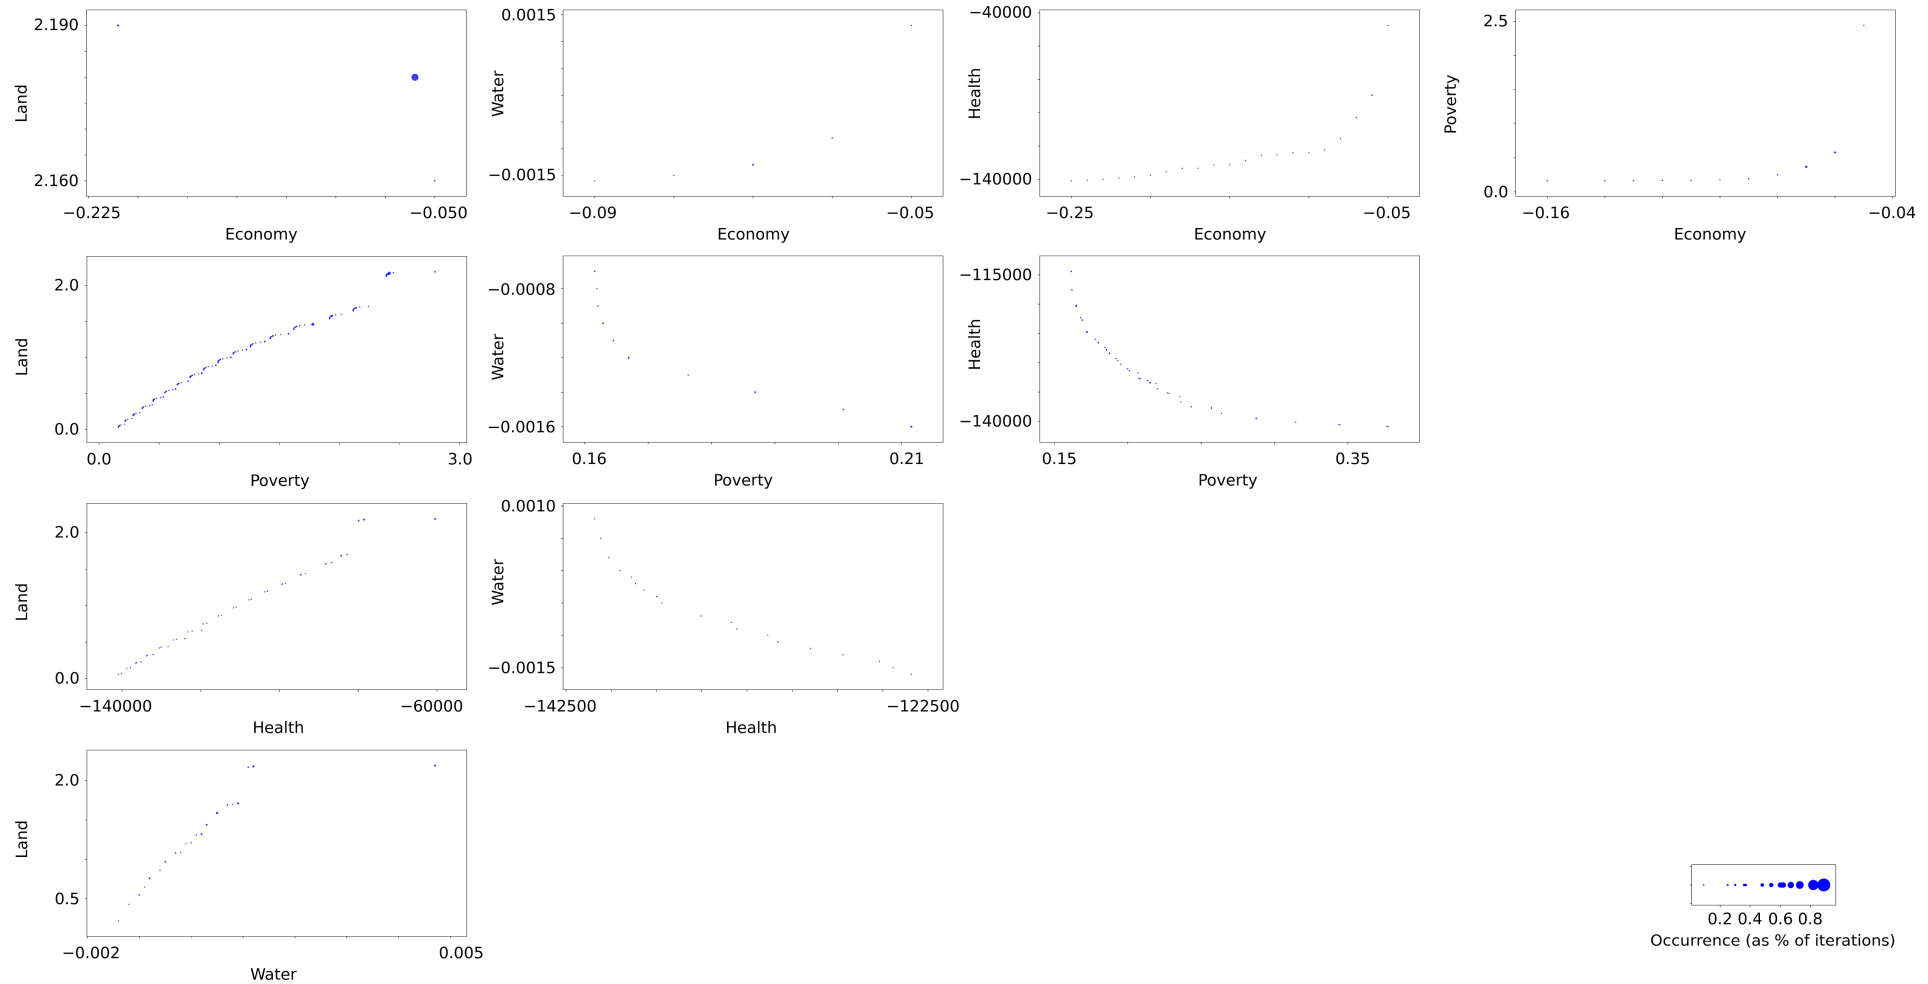 2.190
2.160
Land
−0.225
−0.050
Economy
0.0015
−0.0015
Water
−0.09
−0.05
Economy
−40000
−140000
Health
−0.25
−0.05
Economy
2.5
0.0
Poverty
−0.16
−0.04
Economy
2.0
0.0
Land
0.0
3.0
Poverty
−0.0008
−0.0016
Water
0.16
0.21
Poverty
−115000
−140000
Health
0.15
0.35
Poverty
2.0
0.0
Land
−140000
−60000
Health
0.0010
−0.0015
Water
−142500
−122500
Health
2.0
0.5
Land
−0.002
0.005
Water
0.2 0.4 0.6 0.8
Occurrence (as % of iterations)